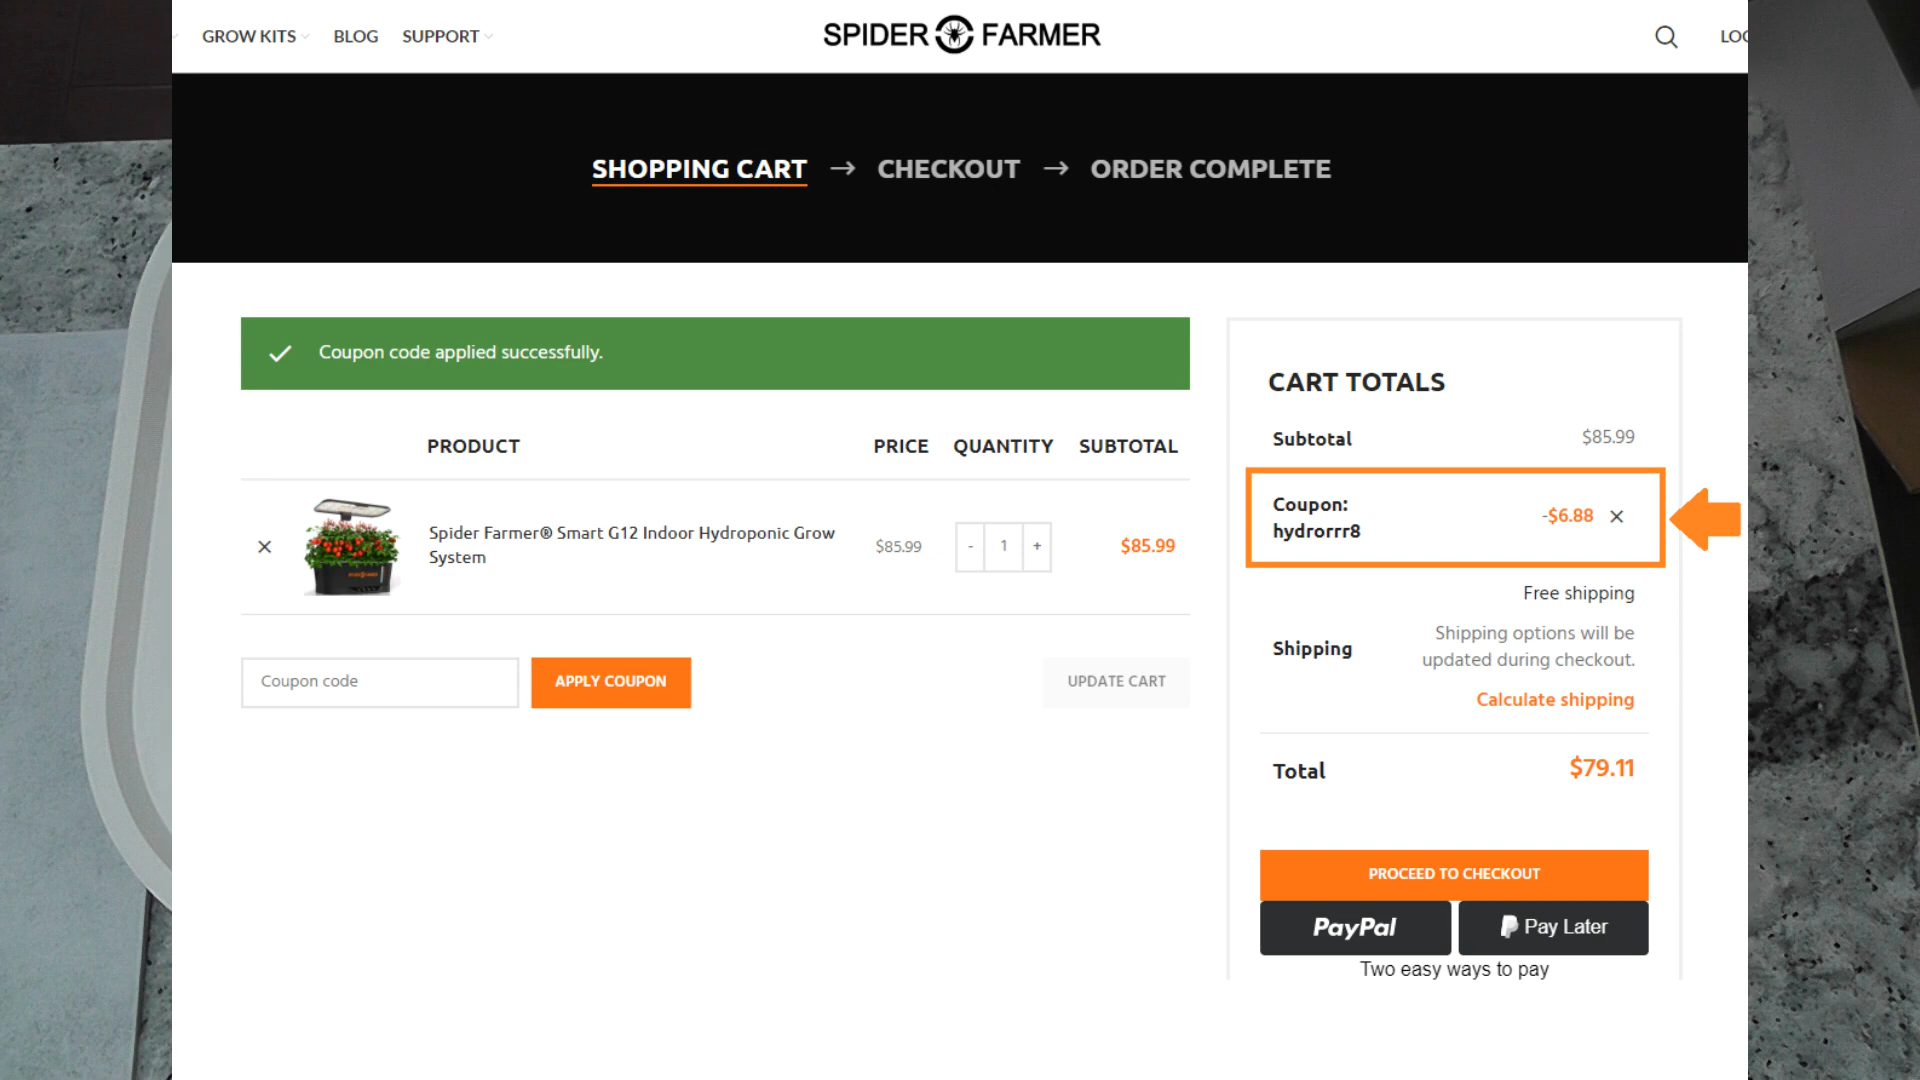 GROW KITS BLOG SUPPORT
SPIDER FARMER
LOG
SHOPPING CART → CHECKOUT → ORDER COMPLETE
Coupon code applied successfully.
PRODUCT PRICE QUANTITY SUBTOTAL
Spider Farmer® Smart G12 Indoor Hydroponic Grow
System
$85.99
- 1 +
$85.99
Coupon code
APPLY COUPON
UPDATE CART
CART TOTALS
Subtotal $85.99
Coupon:
hydrorrr8
-$6.88
Free shipping
Shipping
Shipping options will be
updated during checkout.
Calculate shipping
Total $79.11
PROCEED TO CHECKOUT
PayPal
P Pay Later
Two easy ways to pay